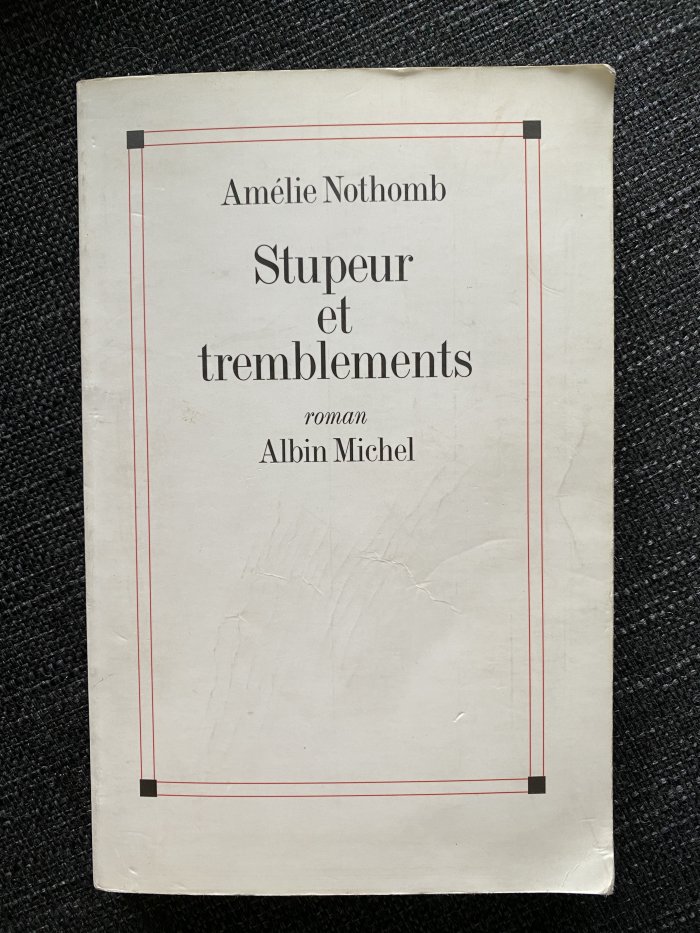 Amélie Nothomb
Stupeur
et
tremblements
roman
Albin Michel